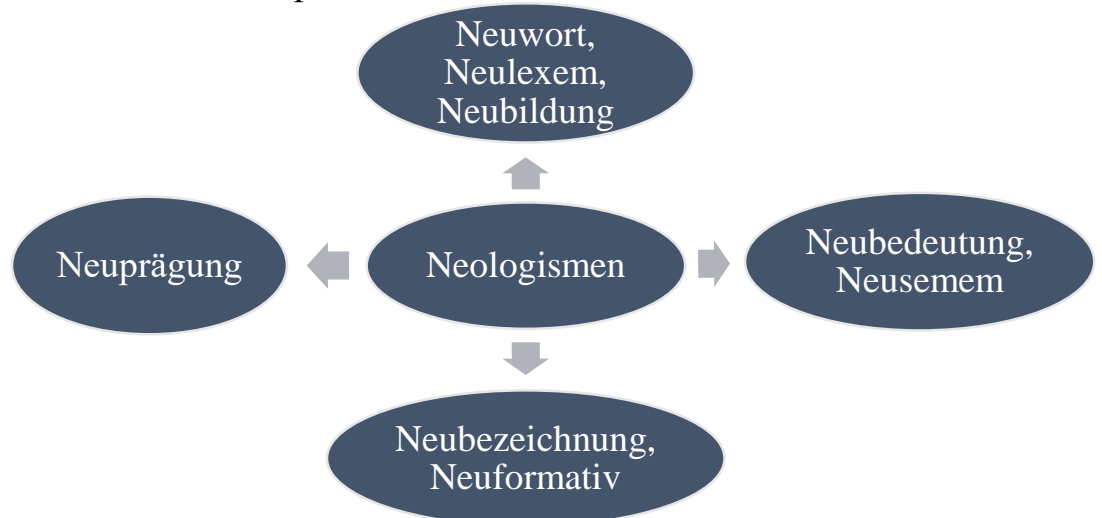 Neuwort,
Neulexem,
Neubildung
Neuprägung
Neologismen
Neubedeutung,
Neusemem
Neubezeichnung,
Neuformativ